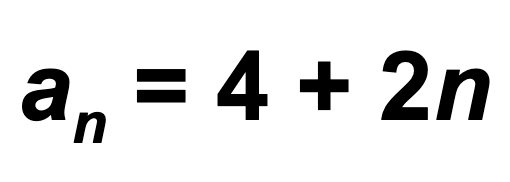 aₙ = 4 + 2n